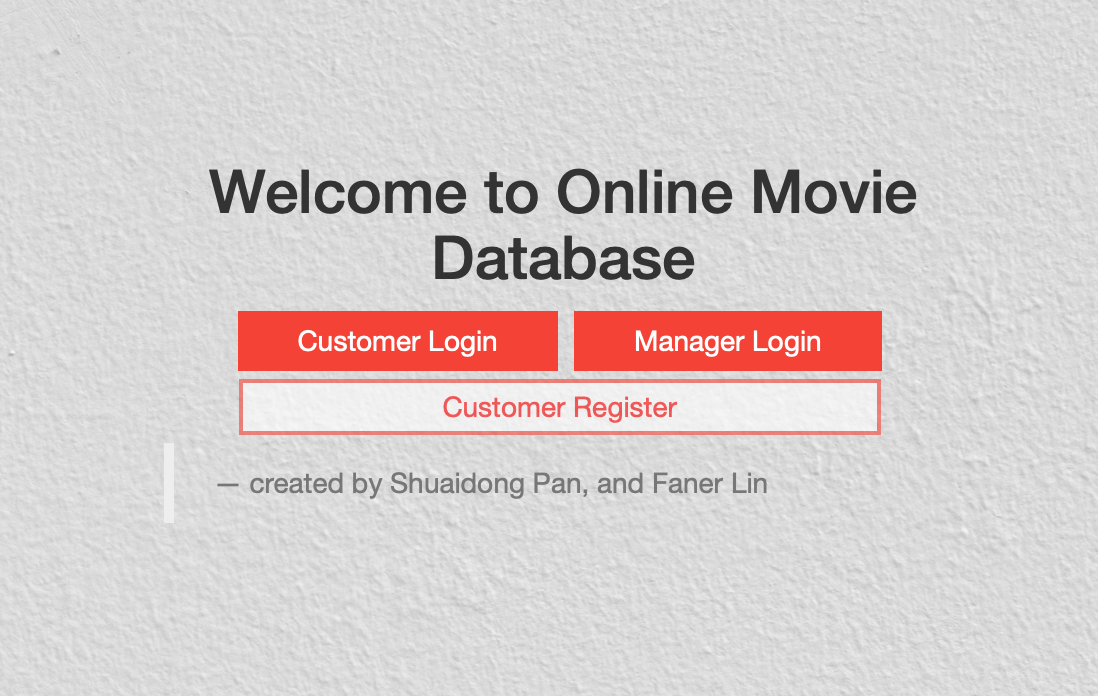 Welcome to Online Movie
Database
Customer Login
Manager Login
Customer Register
— created by Shuaidong Pan, and Faner Lin